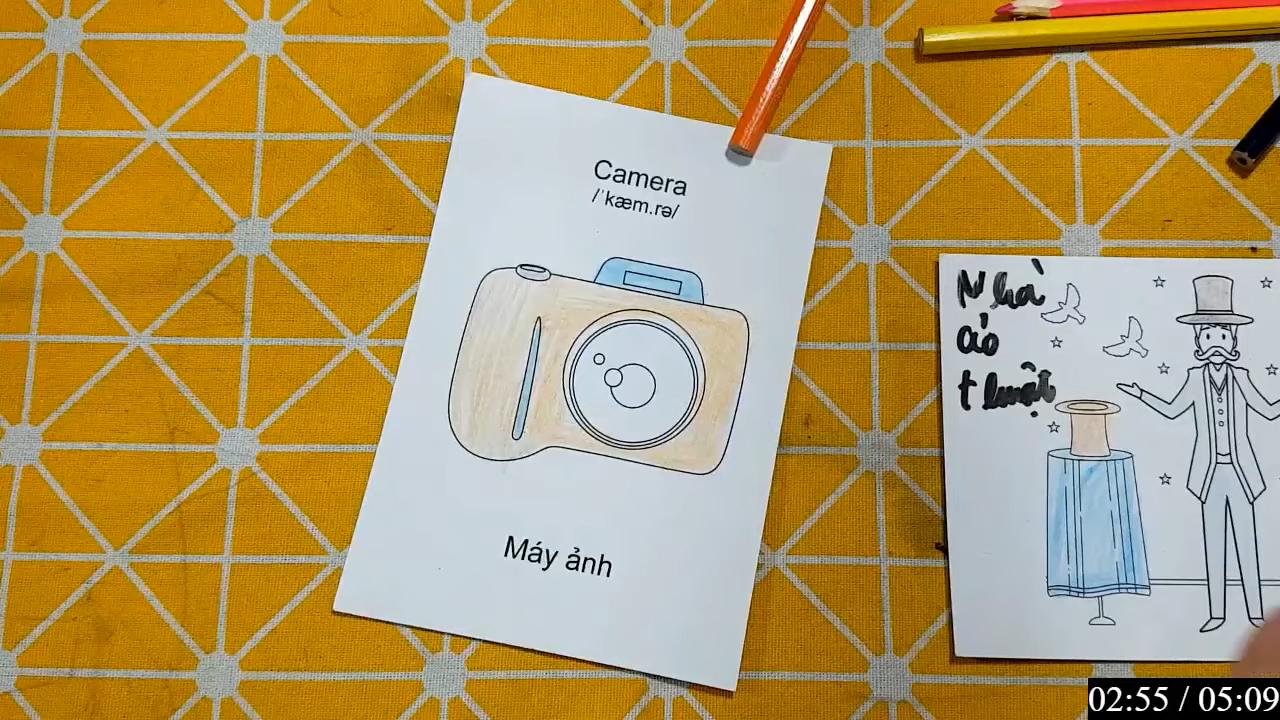 Camera
/ˈkæm.rə/
Máy ảnh
Nhà
ảo
thuật
02:55 / 05:09